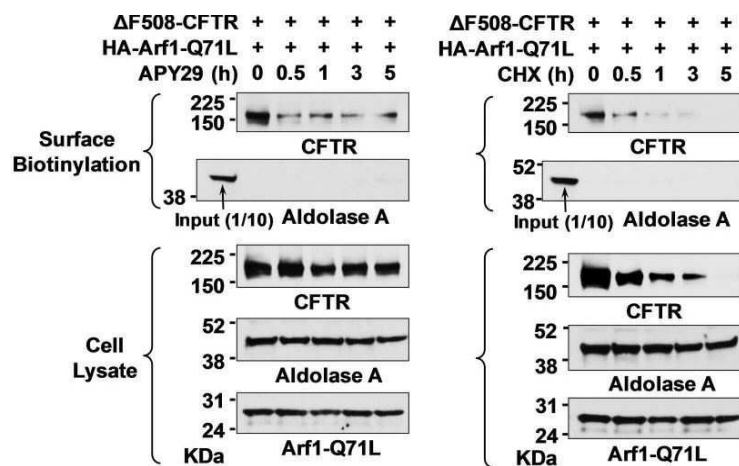 ΔF508-CFTR + + + + +
HA-Arf1-Q71L + + + + +
APY29 (h) 0 0.5 1 3 5
Surface Biotinylation
225
150
CFTR
38
Input (1/10) Aldolase A
Cell Lysate
225
150
CFTR
52
38
Aldolase A
31
24
KDa Arf1-Q71L
ΔF508-CFTR + + + + +
HA-Arf1-Q71L + + + + +
CHX (h) 0 0.5 1 3 5
225
150
CFTR
52
38
Input (1/10) Aldolase A
225
150
CFTR
52
38
Aldolase A
31
24
KDa Arf1-Q71L